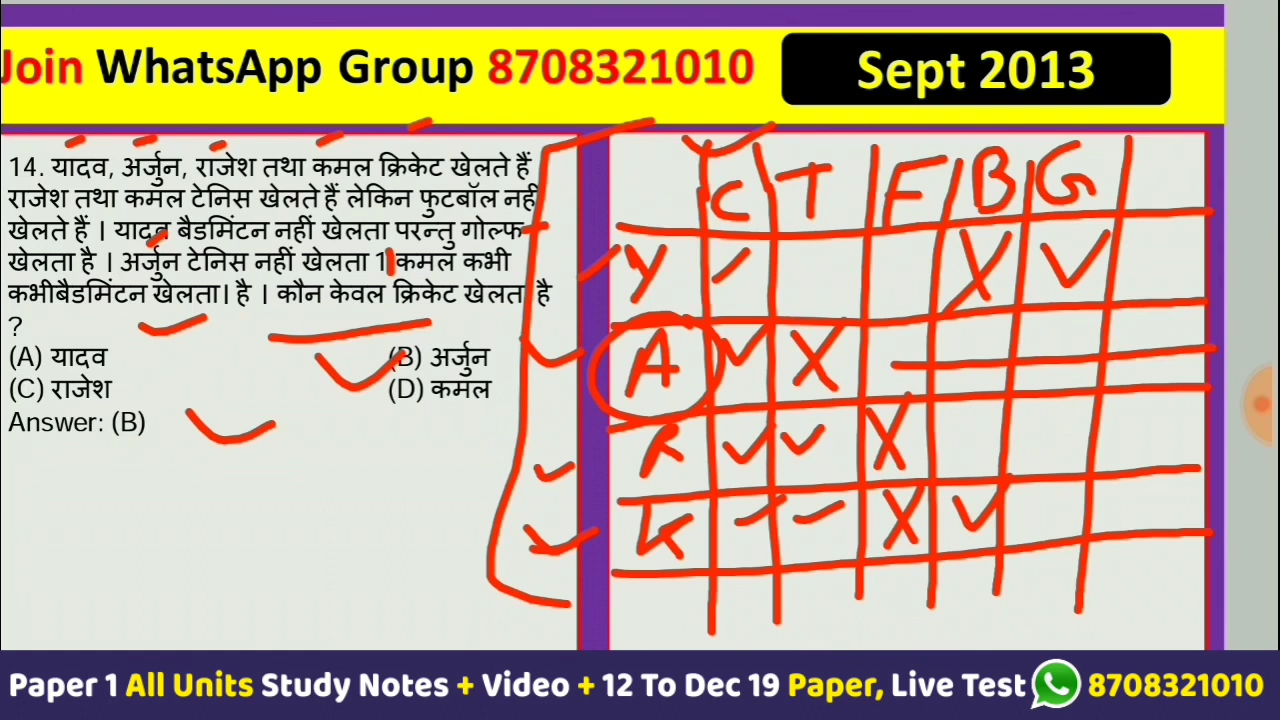 Join WhatsApp Group 8708321010
Sept 2013
14. यादव, अर्जुन, राजेश तथा कमल क्रिकेट खेलते हैं
राजेश तथा कमल टेनिस खेलते हैं लेकिन फुटबॉल नहीं
खेलते हैं । यादव बैडमिंटन नहीं खेलता परन्तु गोल्फ
खेलता है । अर्जुन टेनिस नहीं खेलता 1 कमल कभी
कभीबैडमिंटन खेलता। है । कौन केवल क्रिकेट खेलता है
?
(A) यादव (B) अर्जुन
(C) राजेश (D) कमल
Answer: (B)
C T F B G
Y
A
R
K
Paper 1 All Units Study Notes + Video + 12 To Dec 19 Paper, Live Test 8708321010